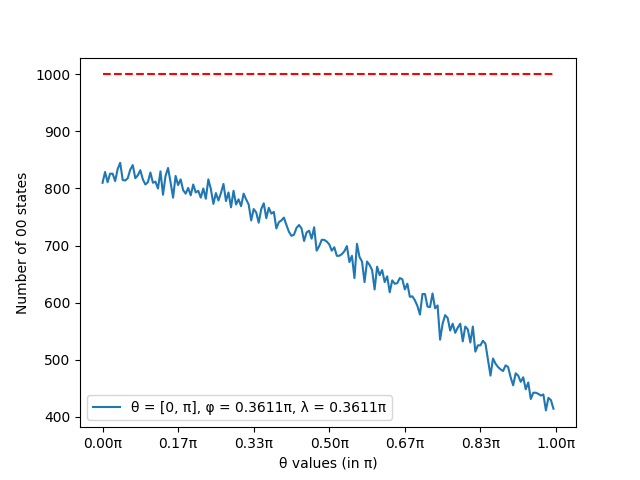 1000
900
800
700
600
500
400
Number of 00 states
θ = [0, π], φ = 0.3611π, λ = 0.3611π
0.00π 0.17π 0.33π 0.50π 0.67π 0.83π 1.00π
θ values (in π)